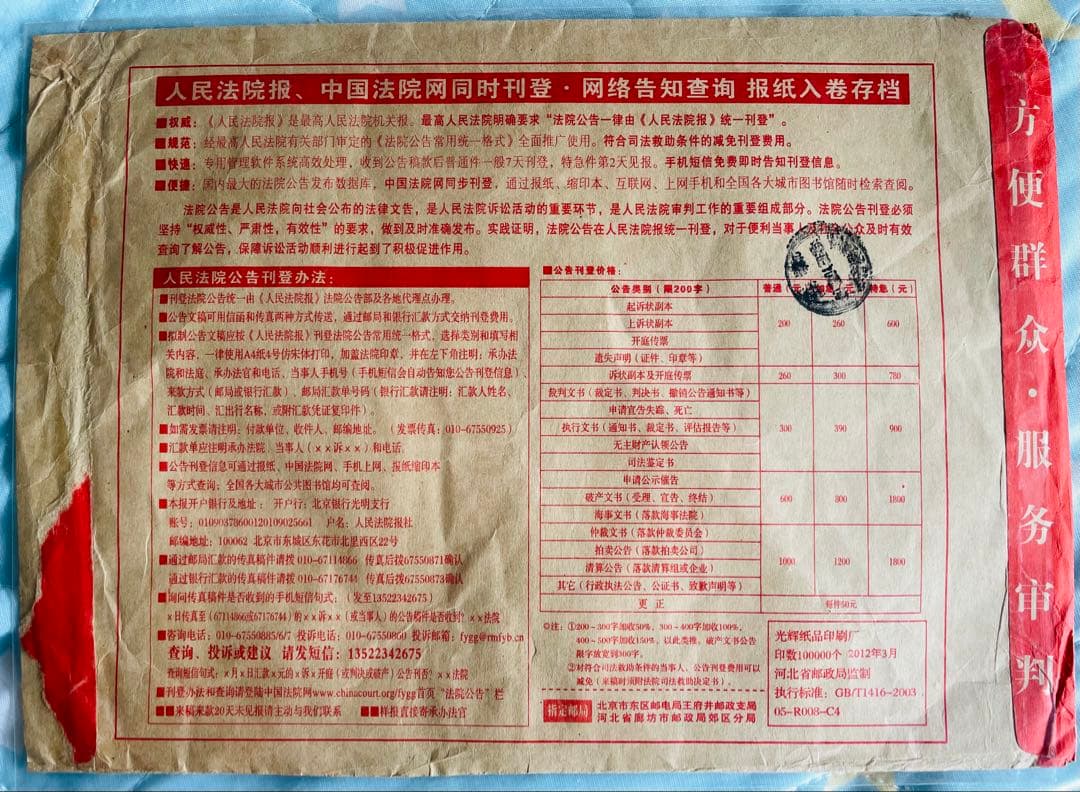 人民法院报、中国法院网同时刊登·网络告知查询 报纸入卷存档
■权威：《人民法院报》是最高人民法院机关报。最高人民法院明确要求“法院公告一律由《人民法院报》统一刊登”。
■规范：经最高人民法院有关部门审定的《法院公告常用统一格式》全面推广使用。符合司法救助条件的减免刊登费用。
■快速：专用管理软件系统高效处理，收到公告稿款后普通件一般7天刊登，特急件第2天见报。手机短信免费即时告知刊登信息。
■便捷：国内最大的法院公告发布数据库，中国法院网同步刊登，通过报纸、缩印本、互联网、上网手机和全国各大城市图书馆随时检索查阅。
法院公告是人民法院向社会公布的法律文告，是人民法院诉讼活动的重要环节，是人民法院审判工作的重要组成部分。法院公告刊登必须
坚持“权威性、严肃性，有效性”的要求，做到及时准确发布。实践证明，法院公告在人民法院报统一刊登，对于便利当事人及社会公众及时有效
查询了解公告，保障诉讼活动顺利进行起到了积极促进作用。
人民法院公告刊登办法：
■刊登法院公告统一由《人民法院报》法院公告部及各地代理点办理。
■公告文稿可用信函和传真两种方式传送，通过邮局和银行汇款方式交纳刊登费用。
■拟制公告文稿应按《人民法院报》刊登法院公告常用统一格式，选择类别和填写相
关内容，一律使用A4纸4号仿宋体打印，加盖法院印章，并在左下角注明：承办法
院和法庭、承办法官和电话、当事人手机号（手机短信会自动告知您公告刊登信息）
来款方式（邮局或银行汇款）、邮局汇款单号码（银行汇款请注明：汇款人姓名、
汇款时间、汇出行名称、或附汇款凭证复印件）。
■如需发票请注明：付款单位、收件人、邮编地址。（发票传真：010-67550925）
■汇款单应注明承办法院、当事人（××诉××）和电话。
■公告刊登信息可通过报纸、中国法院网、手机上网、报纸缩印本
等方式查询；全国各大城市公共图书馆均可查阅。
■本报开户银行及地址： 开户行：北京银行光明支行
账号：01090378600120109025661 户名：人民法院报社
邮编地址：100062 北京市东城区东花市北里西区22号
■通过邮局汇款的传真稿件请拨010-67114866 传真后拨67550871确认
通过银行汇款的传真稿件请拨010-67176744 传真后拨67550873确认
■询问传真稿件是否收到的手机短信句式：（发至13522342675）
x日传真至（67114866或67176744）的××诉××（或当事人）的公告稿件是否收到？××法院
■咨询电话：010-67550885/6/7 投诉电话：010-67550860 投诉邮箱：fygg@rmfyb.cn
查询、投诉或建议 请发短信：13522342675
查询短信句式：x月x日汇款x元的x诉x开庭（或判决或破产）公告刊否？xx法院
■刊登办法和查询请登陆中国法院网www.chinacourt.org/fygg首页“法院公告”栏
■■来稿来款20天未见报请主动与我们联系 ■■样报直接寄承办法官
■公告刊登价格：
公告类别（限200字） 普通（元） 加急（元） 特急（元）
起诉状副本
上诉状副本 200 260 600
开庭传票
遗失声明（证件、印章等）
诉状副本及开庭传票 260 300 780
裁判文书（裁定书、判决书、撤销公告通知书等）
申请宣告失踪、死亡
执行文书（通知书、裁定书、评估报告等） 300 390 900
无主财产认领公告
司法鉴定书
申请公示催告
破产文书（受理、宣告、终结） 600 800 1800
海事文书（落款海事法院）
仲裁文书（落款仲裁委员会）
拍卖公告（落款拍卖公司）
清算公告（落款清算组或企业） 1000 1200 1800
其它（行政执法公告、公证书、致歉声明等）
更 正 每件50元
◎注：①200-300字加收50%，300-400字加收100%，
400-500字加收150%，以此类推，破产文书公告
限字放宽到300字。
②对符合司法救助条件的当事人，公告刊登费用可以
减免（来稿时须附法院司法救助决定书）。
指定邮局 北京市东区邮电局王府井邮政支局
河北省廊坊市邮政局郊区分局
光辉纸品印刷厂
印数100000个 2012年3月
河北省邮政局监制
执行标准：GB/T1416-2003
05-R008-C4
方便群众·服务审判